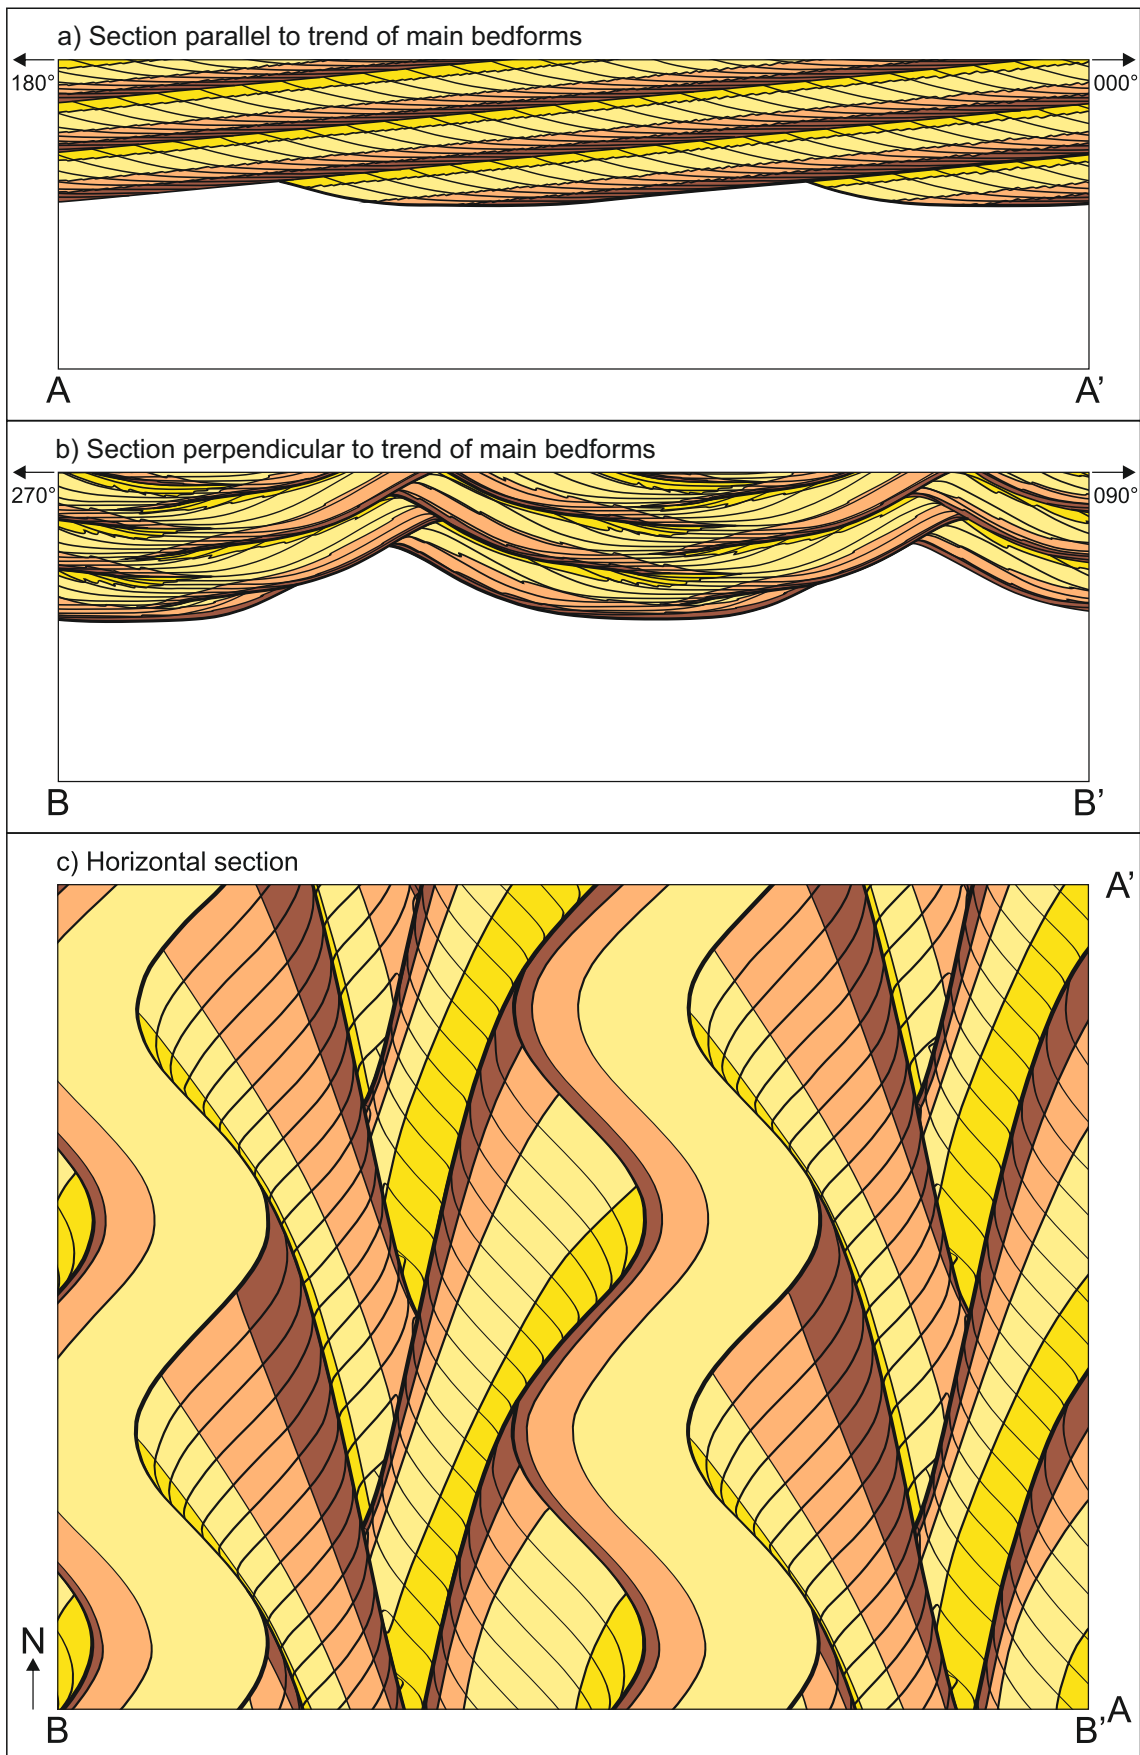 a) Section parallel to trend of main bedforms
180°
000°
A
A’
b) Section perpendicular to trend of main bedforms
270°
090°
B
B’
c) Horizontal section
A’
N
B
B’
A